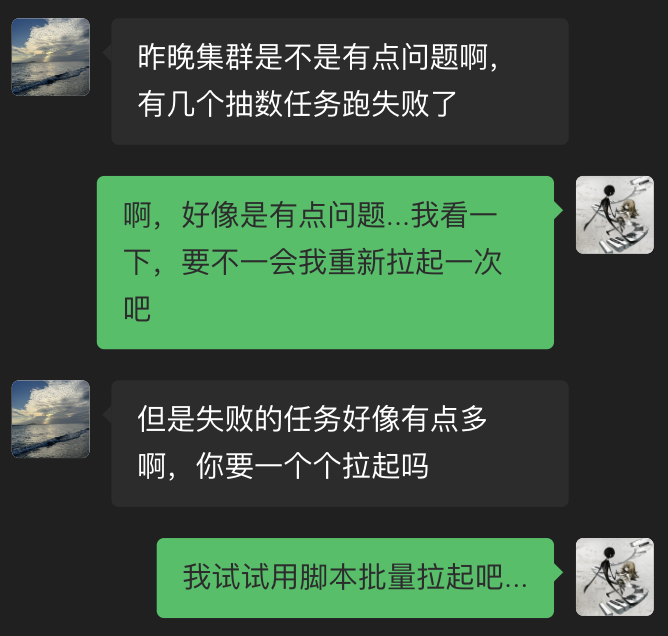 昨晚集群是不是有点问题啊,
有几个抽数任务跑失败了
啊，好像是有点问题...我看一
下，要不一会我重新拉起一次
吧
但是失败的任务好像有点多
啊，你要一个个拉起吗
我试试用脚本批量拉起吧...